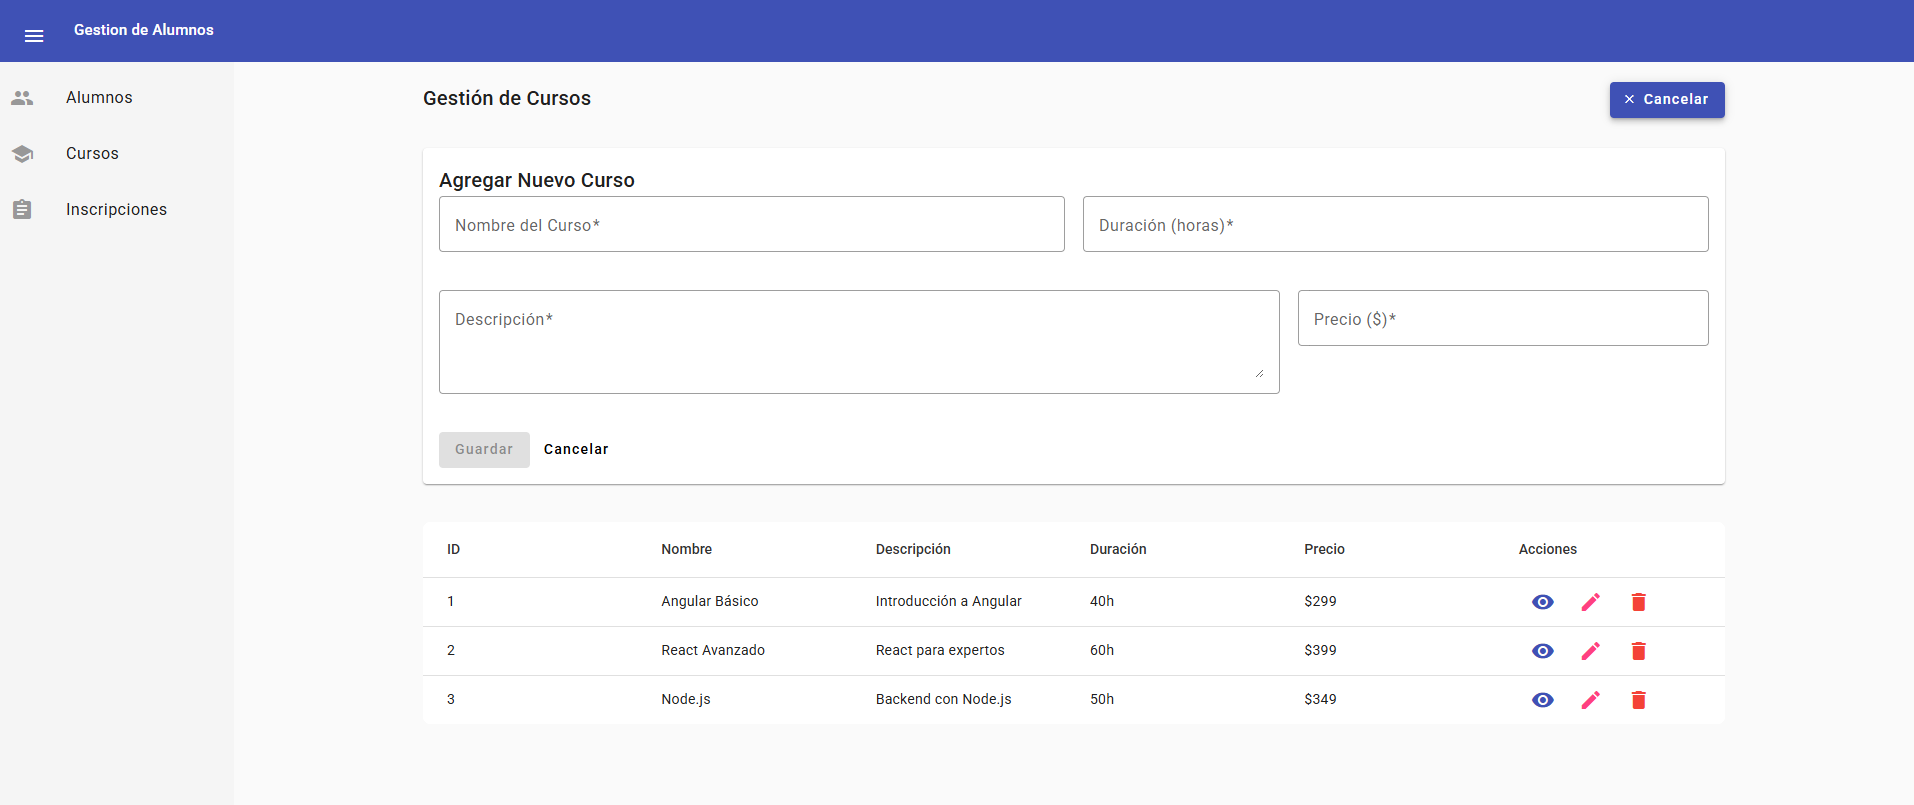 Gestion de Alumnos
Alumnos
Cursos
Inscripciones
Gestión de Cursos
Cancelar
Agregar Nuevo Curso
Nombre del Curso* Duración (horas)*
Descripción* Precio ($)*
Guardar Cancelar
ID Nombre Descripción Duración Precio Acciones
1 Angular Básico Introducción a Angular 40h $299
2 React Avanzado React para expertos 60h $399
3 Node.js Backend con Node.js 50h $349